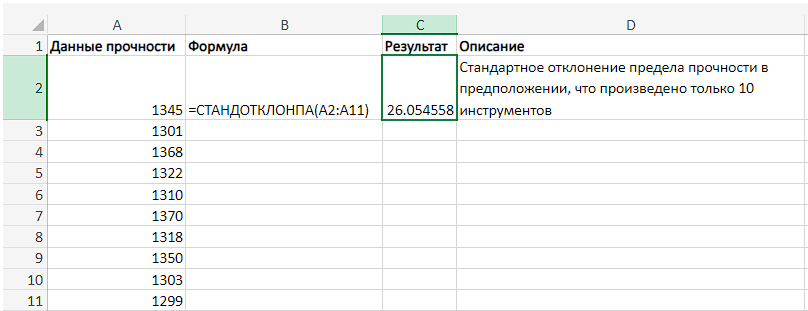 A B C D
1 Данные прочности Формула Результат Описание
Стандартное отклонение предела прочности в
2 предположении, что произведено только 10
1345 =СТАНДОТКЛОНПА(A2:A11) 26.054558 инструментов
3 1301
4 1368
5 1322
6 1310
7 1370
8 1318
9 1350
10 1303
11 1299